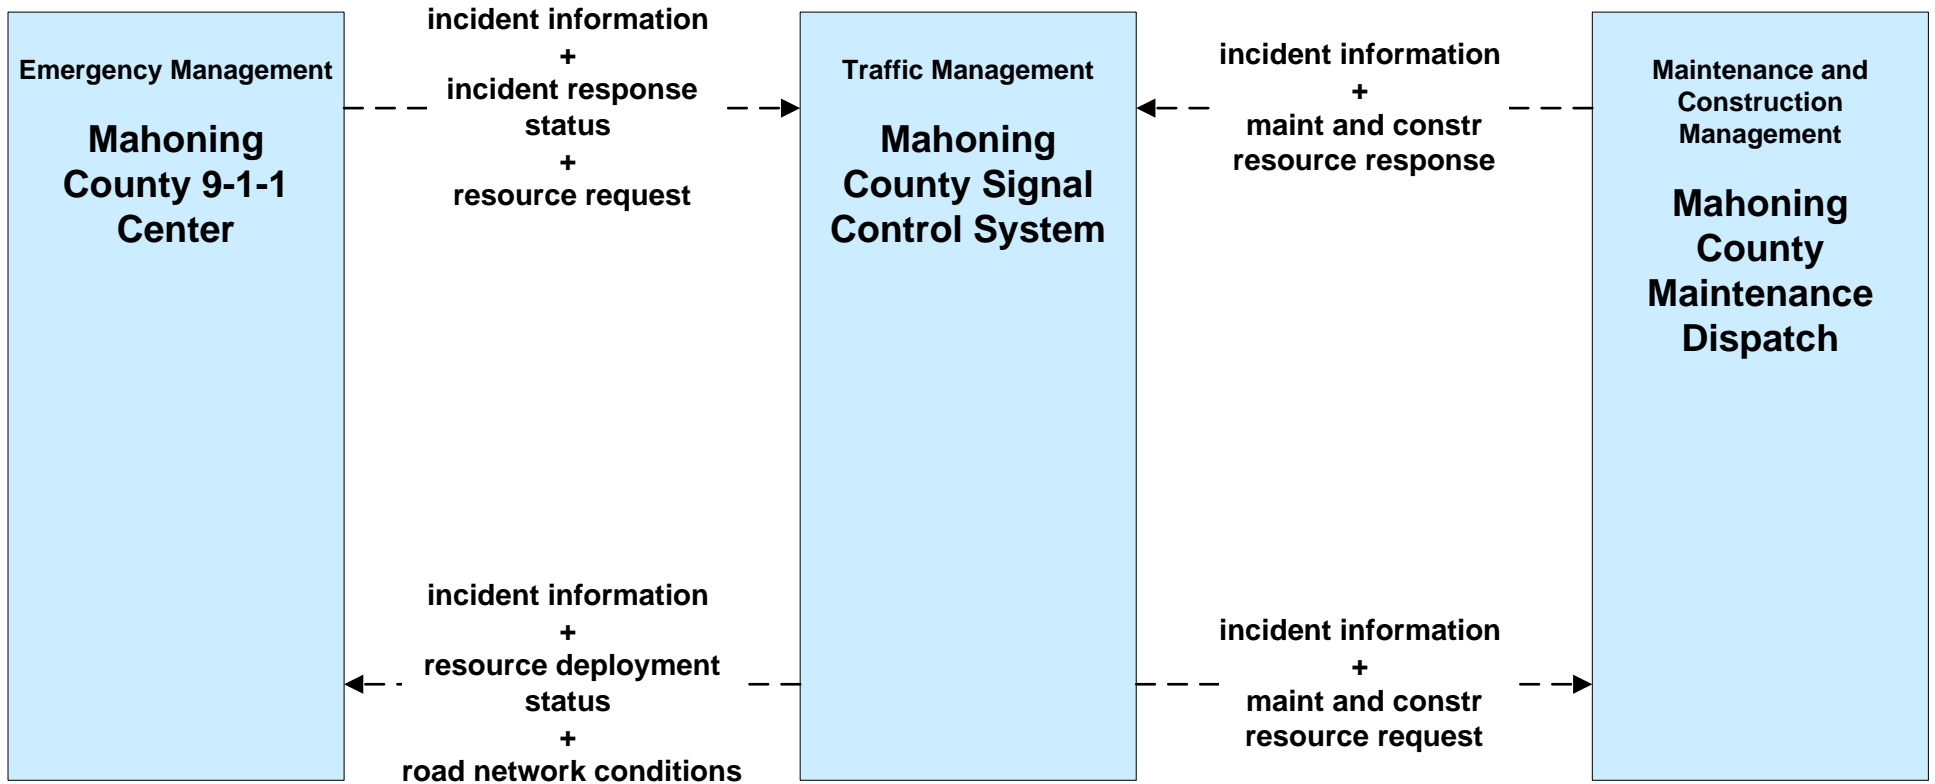 Emergency Management
Mahoning
County 9-1-1
Center
incident information
+
incident response
status
+
resource request
Traffic Management
Mahoning
County Signal
Control System
incident information
+
maint and constr
resource response
Maintenance and
Construction
Management
Mahoning
County
Maintenance
Dispatch
incident information
+
resource deployment
status
+
road network conditions
incident information
+
maint and constr
resource request